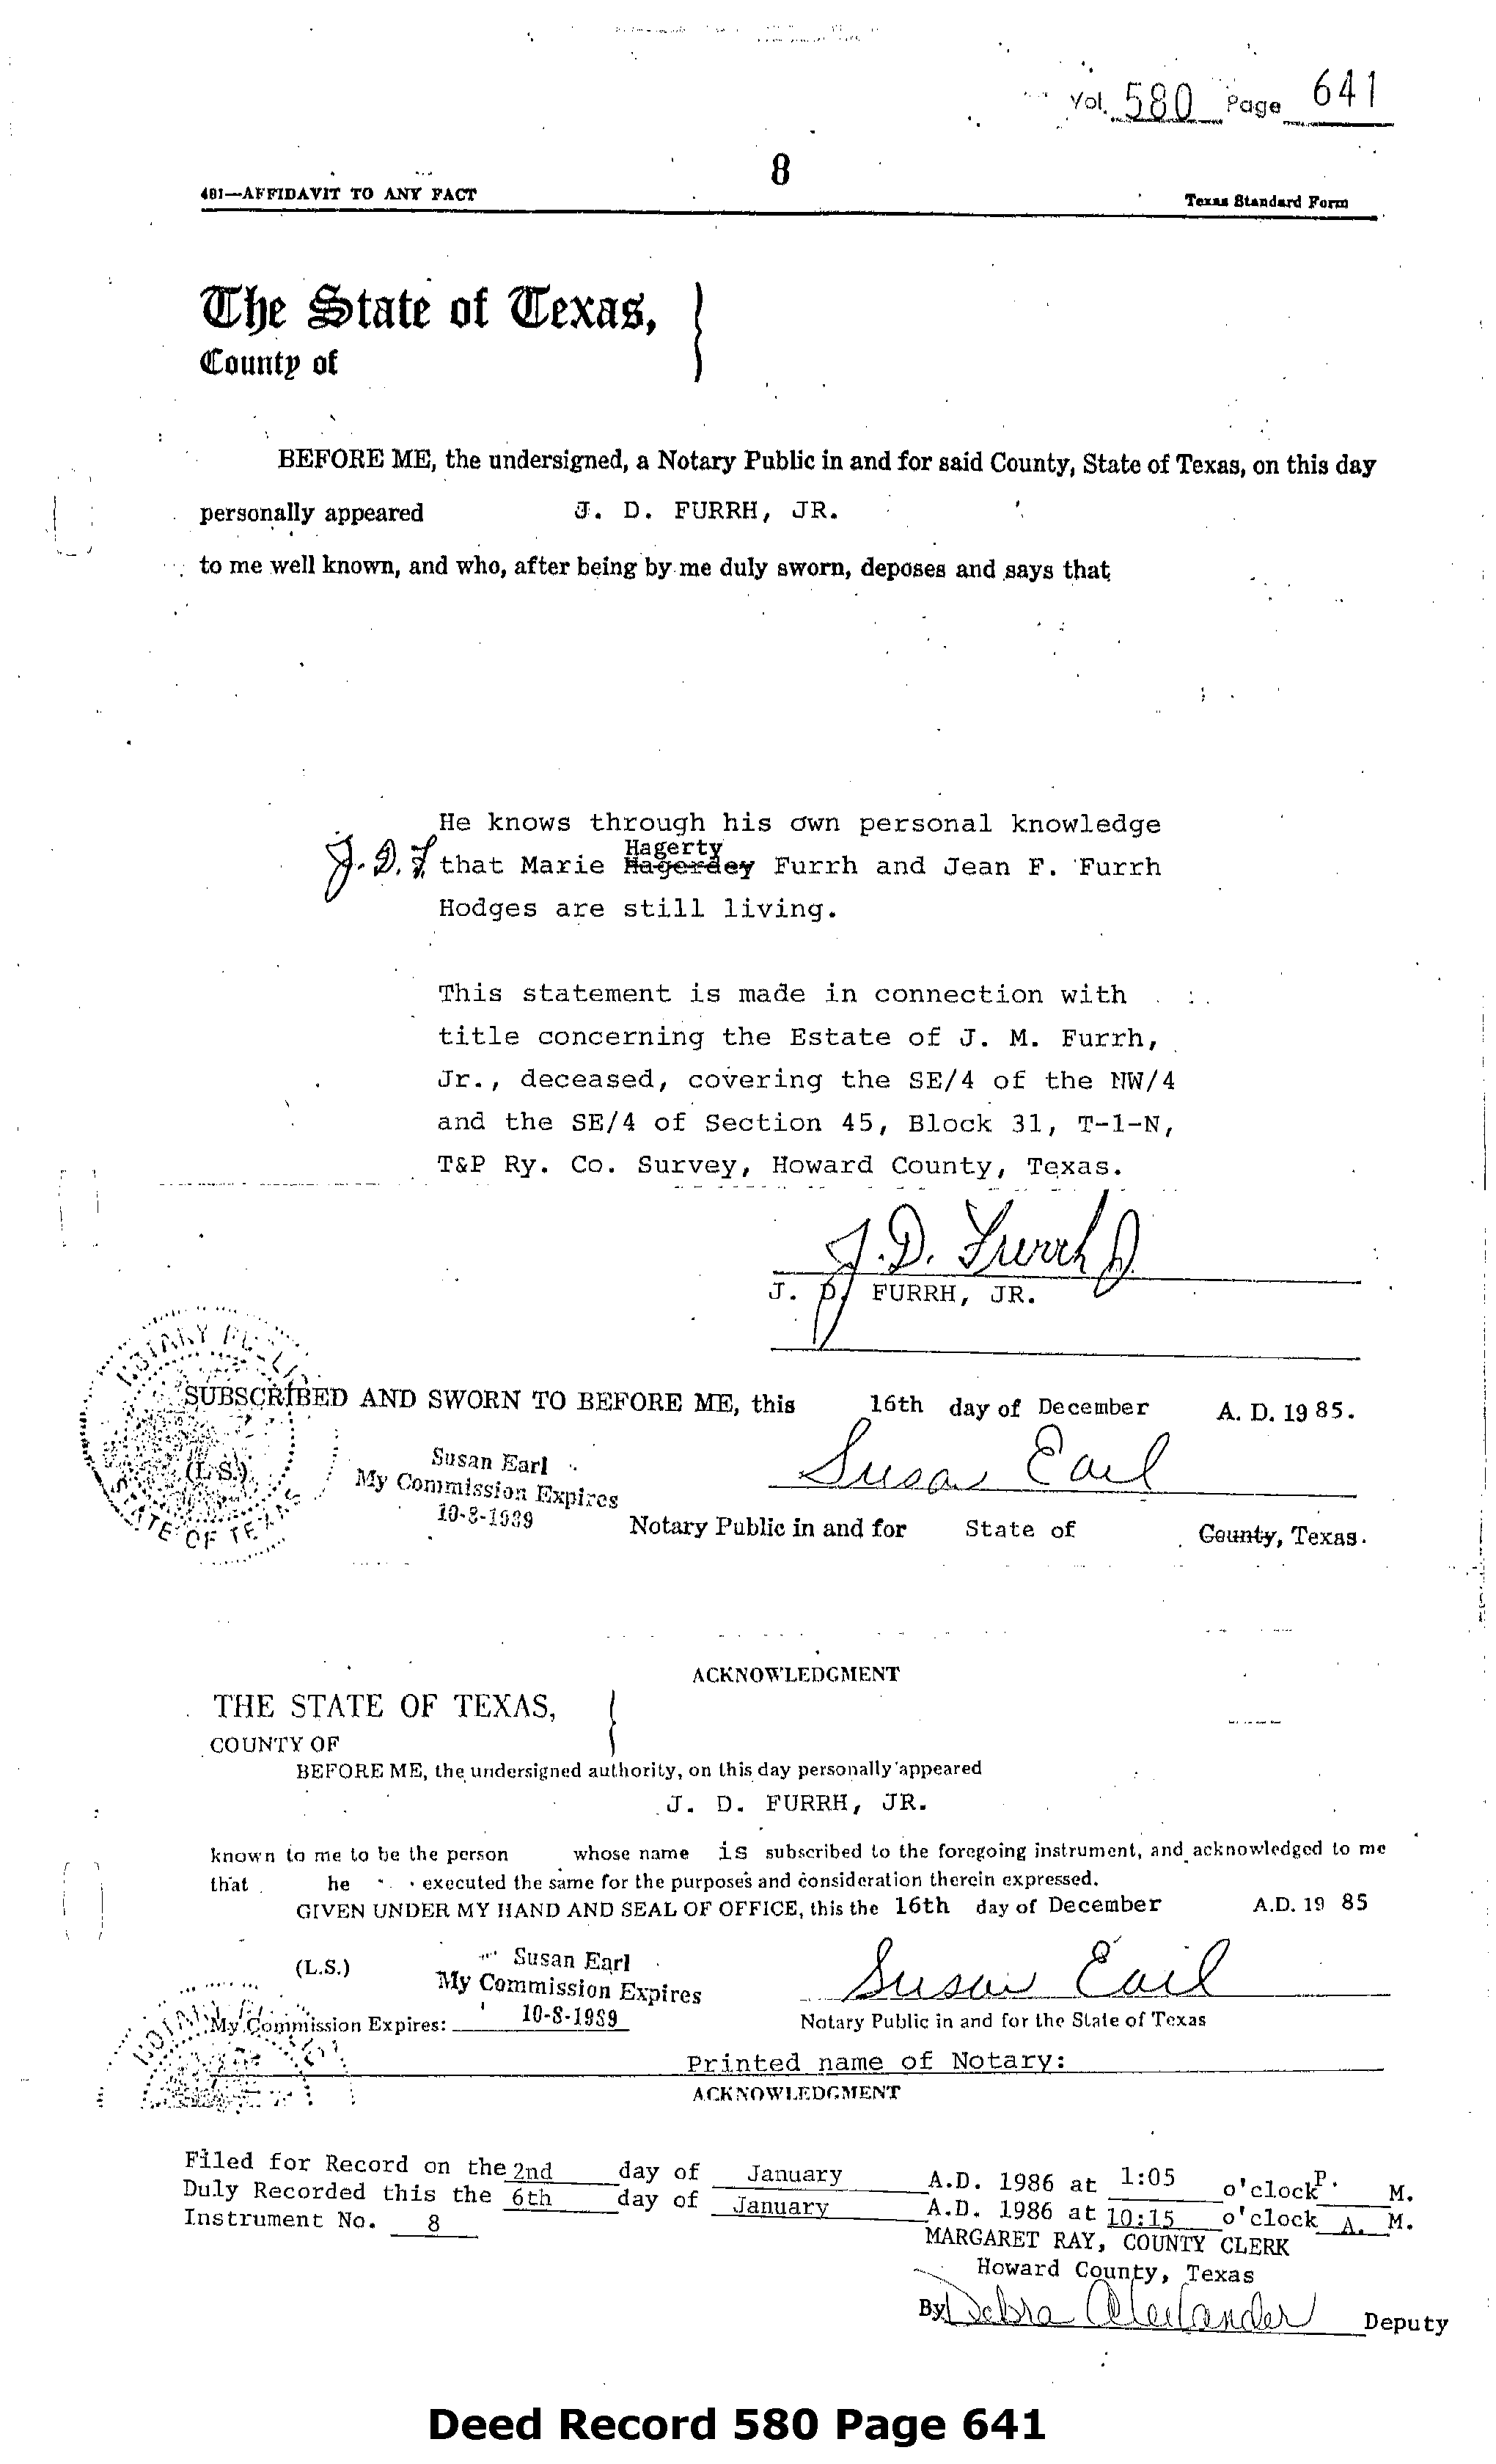 Vol. 580 Page 641
8
481—AFFIDAVIT TO ANY FACT Texas Standard Form
The State of Texas,
County of
BEFORE ME, the undersigned, a Notary Public in and for said County, State of Texas, on this day
personally appeared J. D. FURRH, JR.
to me well known, and who, after being by me duly sworn, deposes and says that
He knows through his own personal knowledge
Hagerty
J. D. F. that Marie Hagerdey Furrh and Jean F. Furrh
Hodges are still living.
This statement is made in connection with
title concerning the Estate of J. M. Furrh,
Jr., deceased, covering the SE/4 of the NW/4
and the SE/4 of Section 45, Block 31, T-1-N,
T&P Ry. Co. Survey, Howard County, Texas.
J. D. Furrh Jr.
J. D. FURRH, JR.
NOTARY PUBLIC
SUBSCRIBED AND SWORN TO BEFORE ME, this 16th day of December A. D. 19 85.
Susan Earl Susan Earl
(L.S.) My Commission Expires
10-8-1989
STATE OF TEXAS
Notary Public in and for State of County, Texas.
ACKNOWLEDGMENT
THE STATE OF TEXAS,
COUNTY OF
BEFORE ME, the undersigned authority, on this day personally appeared
J. D. FURRH, JR.
known to me to be the person whose name is subscribed to the foregoing instrument, and acknowledged to me
that he executed the same for the purposes and consideration therein expressed.
GIVEN UNDER MY HAND AND SEAL OF OFFICE, this the 16th day of December A.D. 19 85
(L.S.) Susan Earl Susan Earl
My Commission Expires
My Commission Expires: 10-8-1989 Notary Public in and for the State of Texas
Printed name of Notary:
ACKNOWLEDGMENT
Filed for Record on the 2nd day of January A.D. 1986 at 1:05 o'clock P. M.
Duly Recorded this the 6th day of January A.D. 1986 at 10:15 o'clock A. M.
Instrument No. 8
MARGARET RAY, COUNTY CLERK
Howard County, Texas
By Debra Deputy
Deed Record 580 Page 641